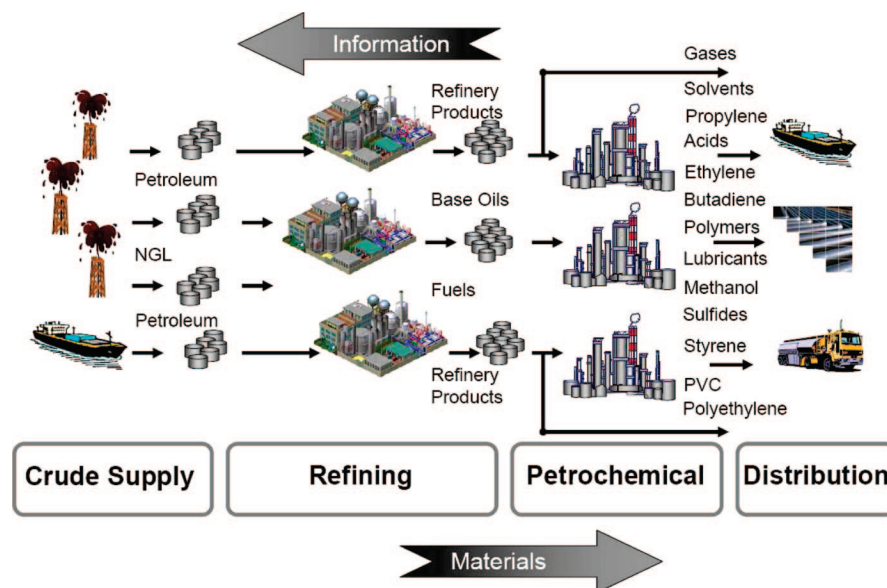 Information
Gases
Refinery
Products
Solvents
Propylene
Acids
Ethylene
Petroleum
Base Oils
Butadiene
Polymers
NGL
Lubricants
Fuels
Methanol
Petroleum
Sulfides
Styrene
Refinery
Products
PVC
Polyethylene
Crude Supply
Refining
Petrochemical
Distribution
Materials